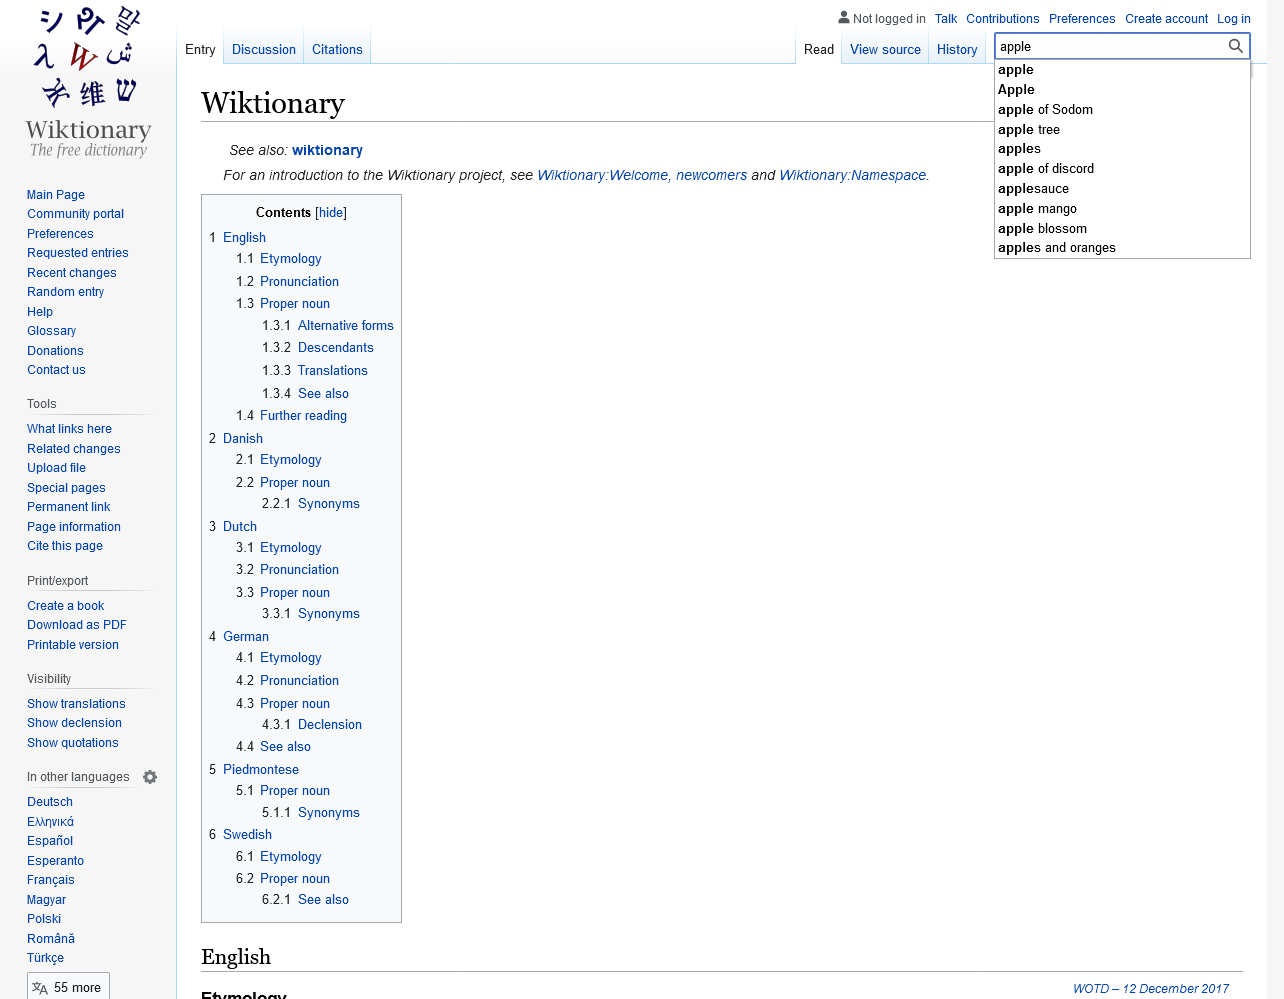 Not logged in Talk Contributions Preferences Create account Log in
Entry Discussion Citations Read View source History apple
apple
Apple
apple of Sodom
apple tree
apples
apple of discord
applesauce
apple mango
apple blossom
apples and oranges
Wiktionary
The free dictionary
Main Page
Community portal
Preferences
Requested entries
Recent changes
Random entry
Help
Glossary
Donations
Contact us
Tools
What links here
Related changes
Upload file
Special pages
Permanent link
Page information
Cite this page
Print/export
Create a book
Download as PDF
Printable version
Visibility
Show translations
Show declension
Show quotations
In other languages
Deutsch
Ελληνικά
Español
Esperanto
Français
Magyar
Polski
Română
Türkçe
55 more
Wiktionary
See also: wiktionary
For an introduction to the Wiktionary project, see Wiktionary:Welcome, newcomers and Wiktionary:Namespace.
Contents [hide]
1 English
1.1 Etymology
1.2 Pronunciation
1.3 Proper noun
1.3.1 Alternative forms
1.3.2 Descendants
1.3.3 Translations
1.3.4 See also
1.4 Further reading
2 Danish
2.1 Etymology
2.2 Proper noun
2.2.1 Synonyms
3 Dutch
3.1 Etymology
3.2 Pronunciation
3.3 Proper noun
3.3.1 Synonyms
4 German
4.1 Etymology
4.2 Pronunciation
4.3 Proper noun
4.3.1 Declension
4.4 See also
5 Piedmontese
5.1 Proper noun
5.1.1 Synonyms
6 Swedish
6.1 Etymology
6.2 Proper noun
6.2.1 See also
English
WOTD – 12 December 2017
Etymology